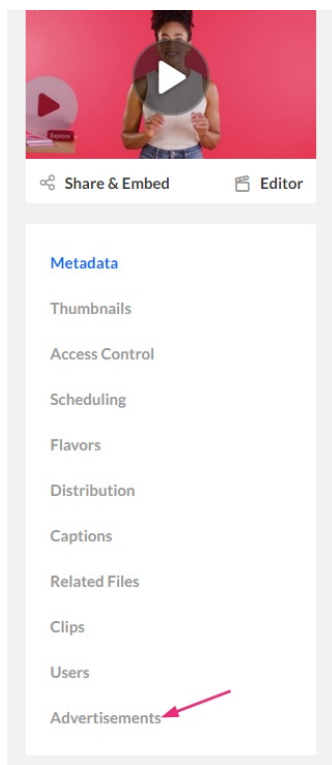 Explore
Share & Embed
Editor
Metadata
Thumbnails
Access Control
Scheduling
Flavors
Distribution
Captions
Related Files
Clips
Users
Advertisements